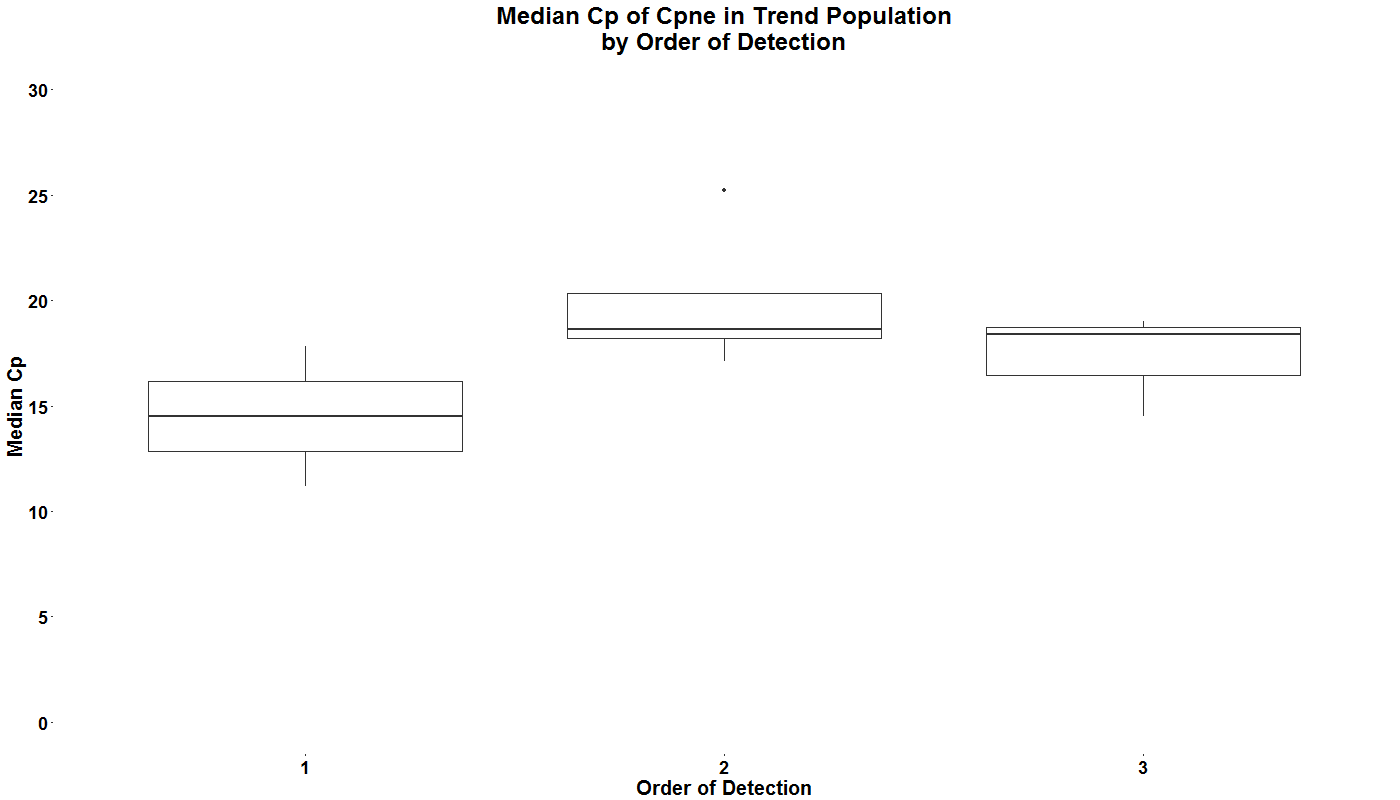 Median Cp of Cpne in Trend Population
by Order of Detection
30
25
20
15
10
5
0
Median Cp
1
2
3
Order of Detection